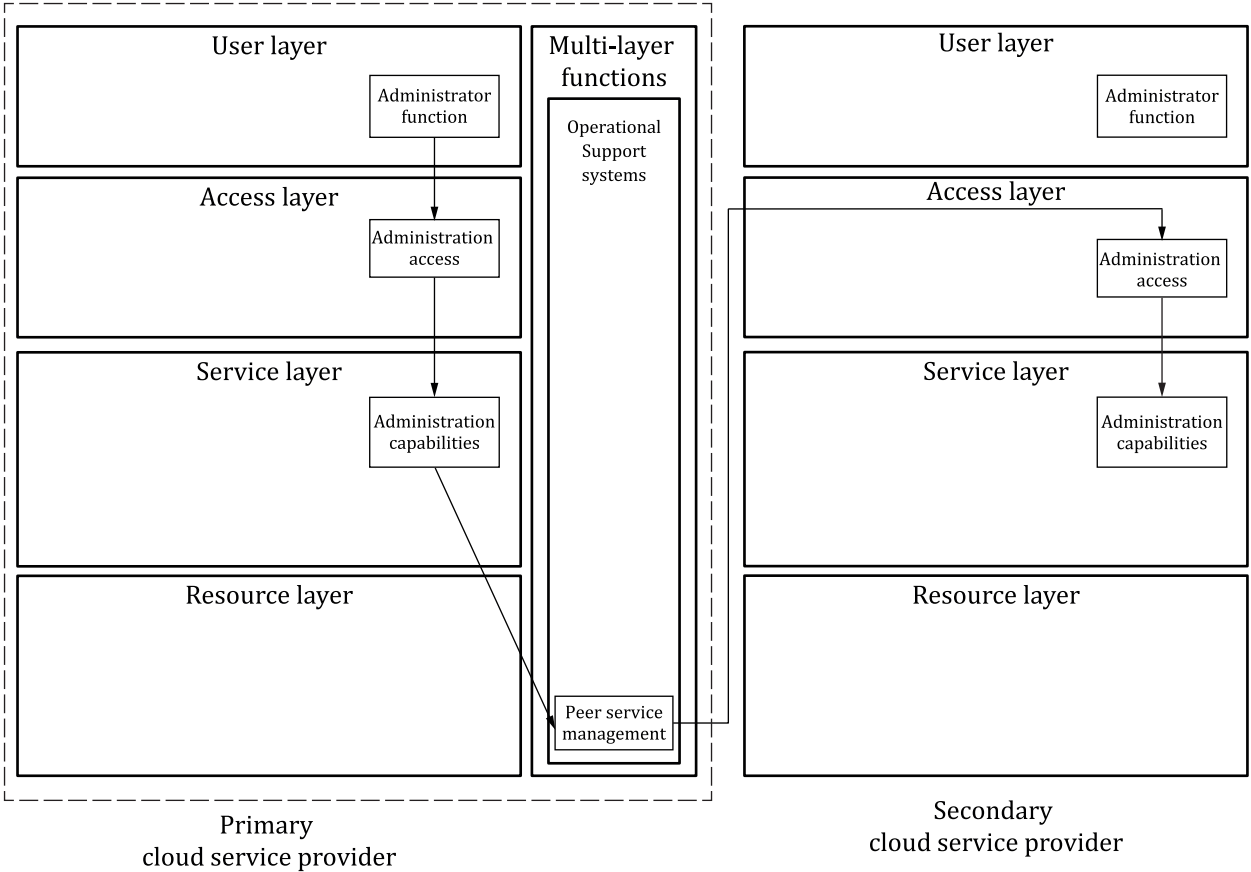 User layer
Administrator
function
Access layer
Administration
access
Service layer
Administration
capabilities
Resource layer
Multi-layer
functions
Operational
Support
systems
Peer service
management
Primary
cloud service provider
User layer
Administrator
function
Access layer
Administration
access
Service layer
Administration
capabilities
Resource layer
Secondary
cloud service provider